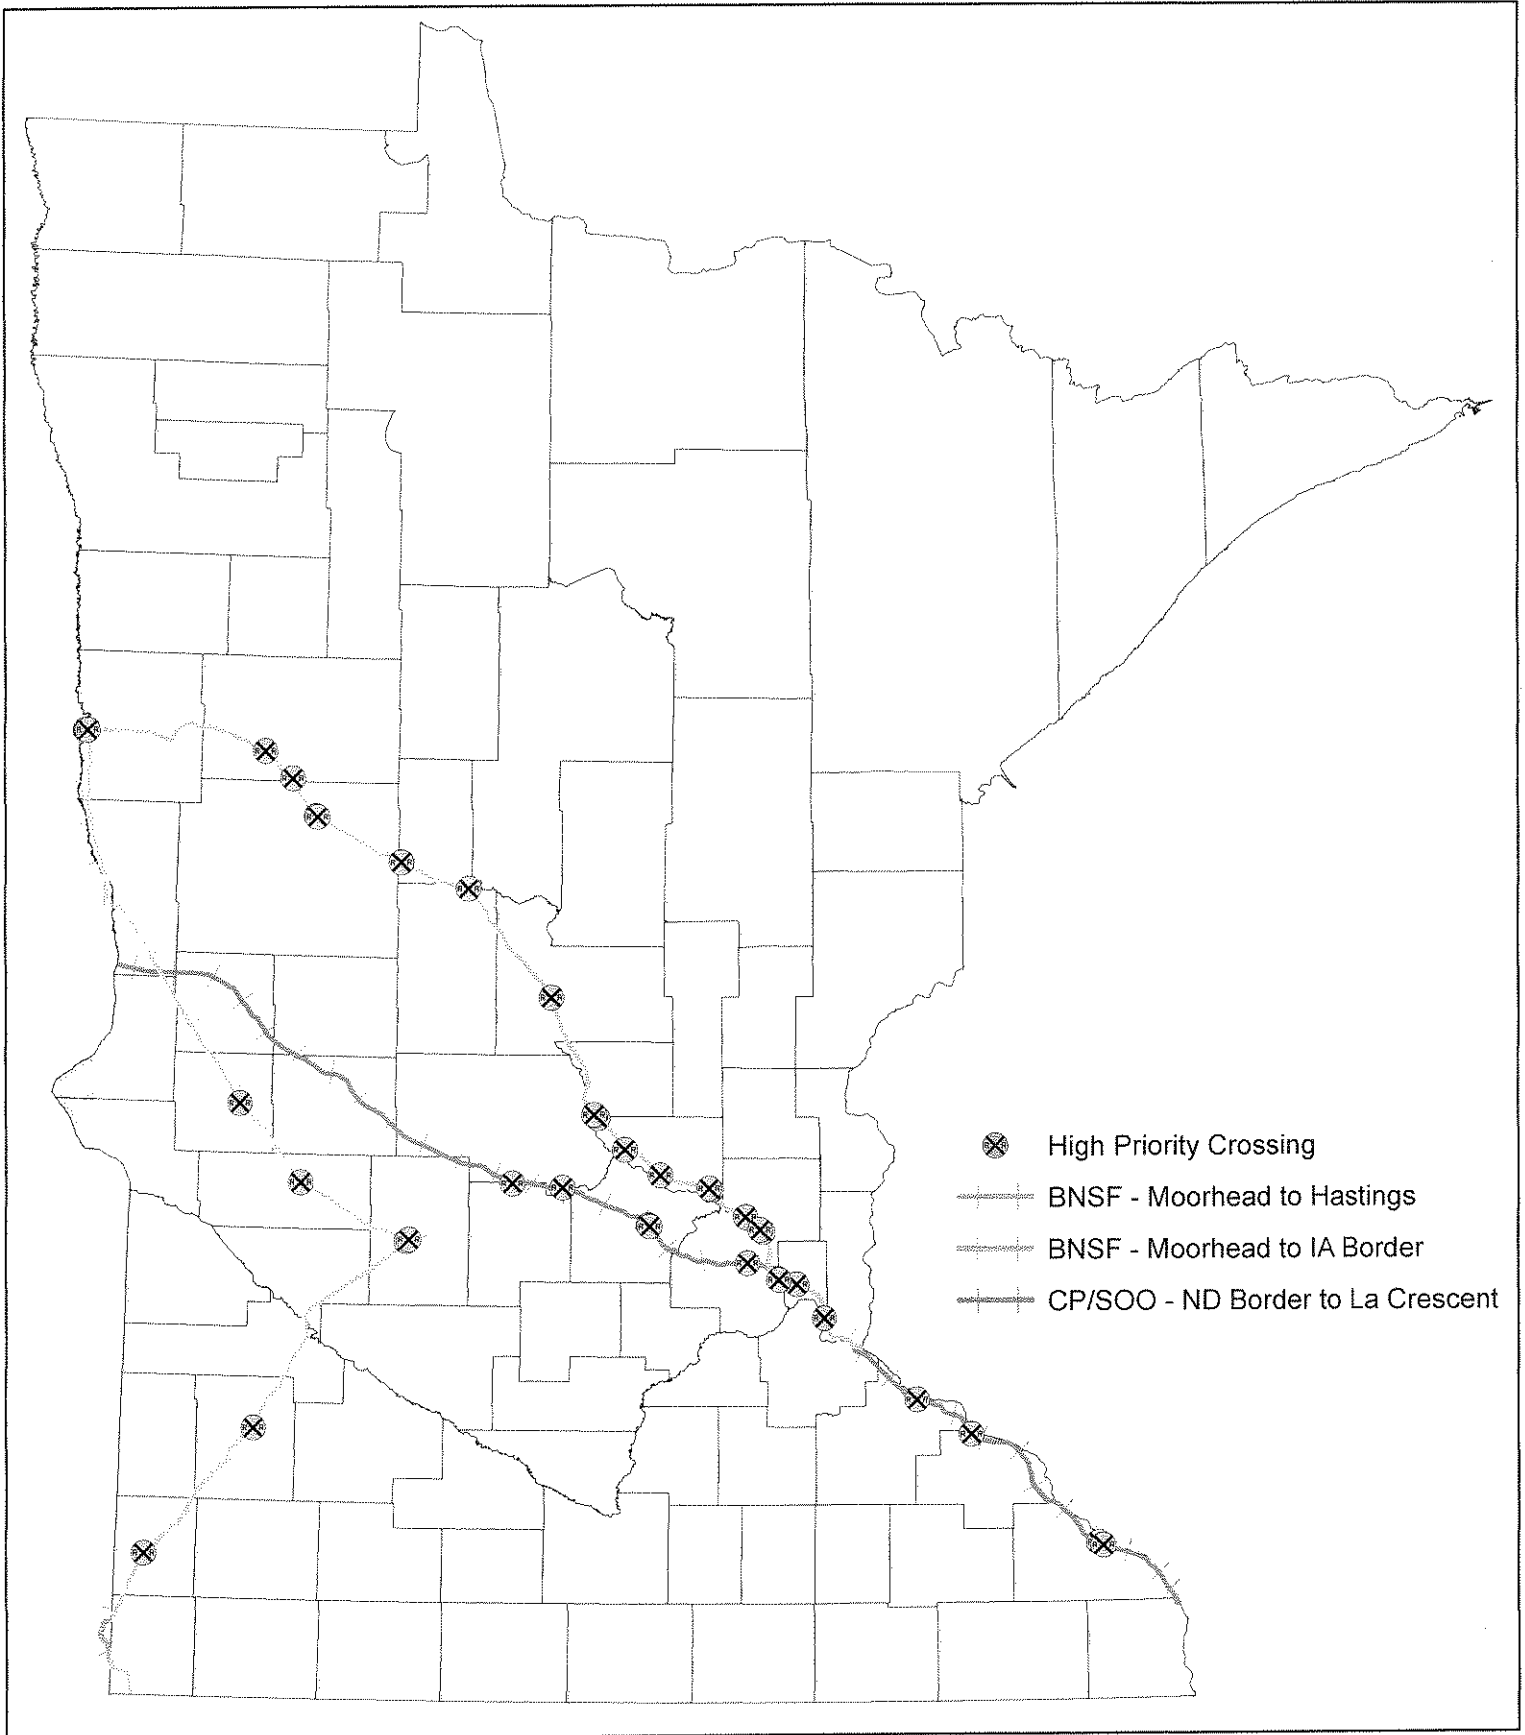 High Priority Crossing
BNSF - Moorhead to Hastings
BNSF - Moorhead to IA Border
CP/SOO - ND Border to La Crescent